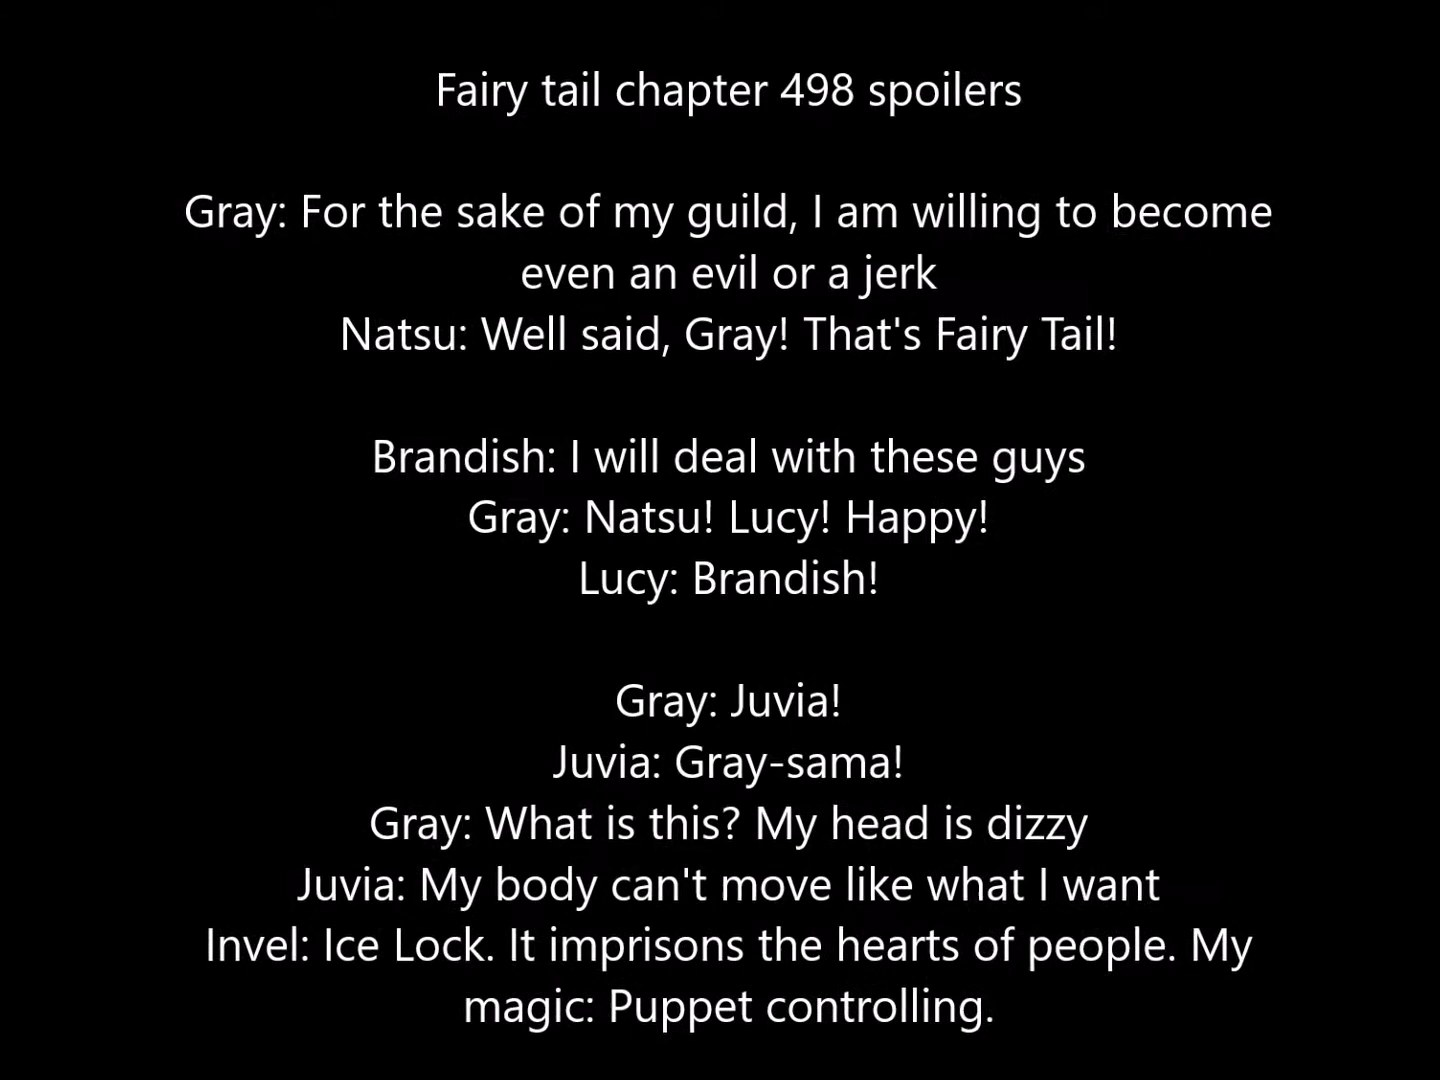 Fairy tail chapter 498 spoilers
Gray: For the sake of my guild, I am willing to become
even an evil or a jerk
Natsu: Well said, Gray! That's Fairy Tail!
Brandish: I will deal with these guys
Gray: Natsu! Lucy! Happy!
Lucy: Brandish!
Gray: Juvia!
Juvia: Gray-sama!
Gray: What is this? My head is dizzy
Juvia: My body can't move like what I want
Invel: Ice Lock. It imprisons the hearts of people. My
magic: Puppet controlling.